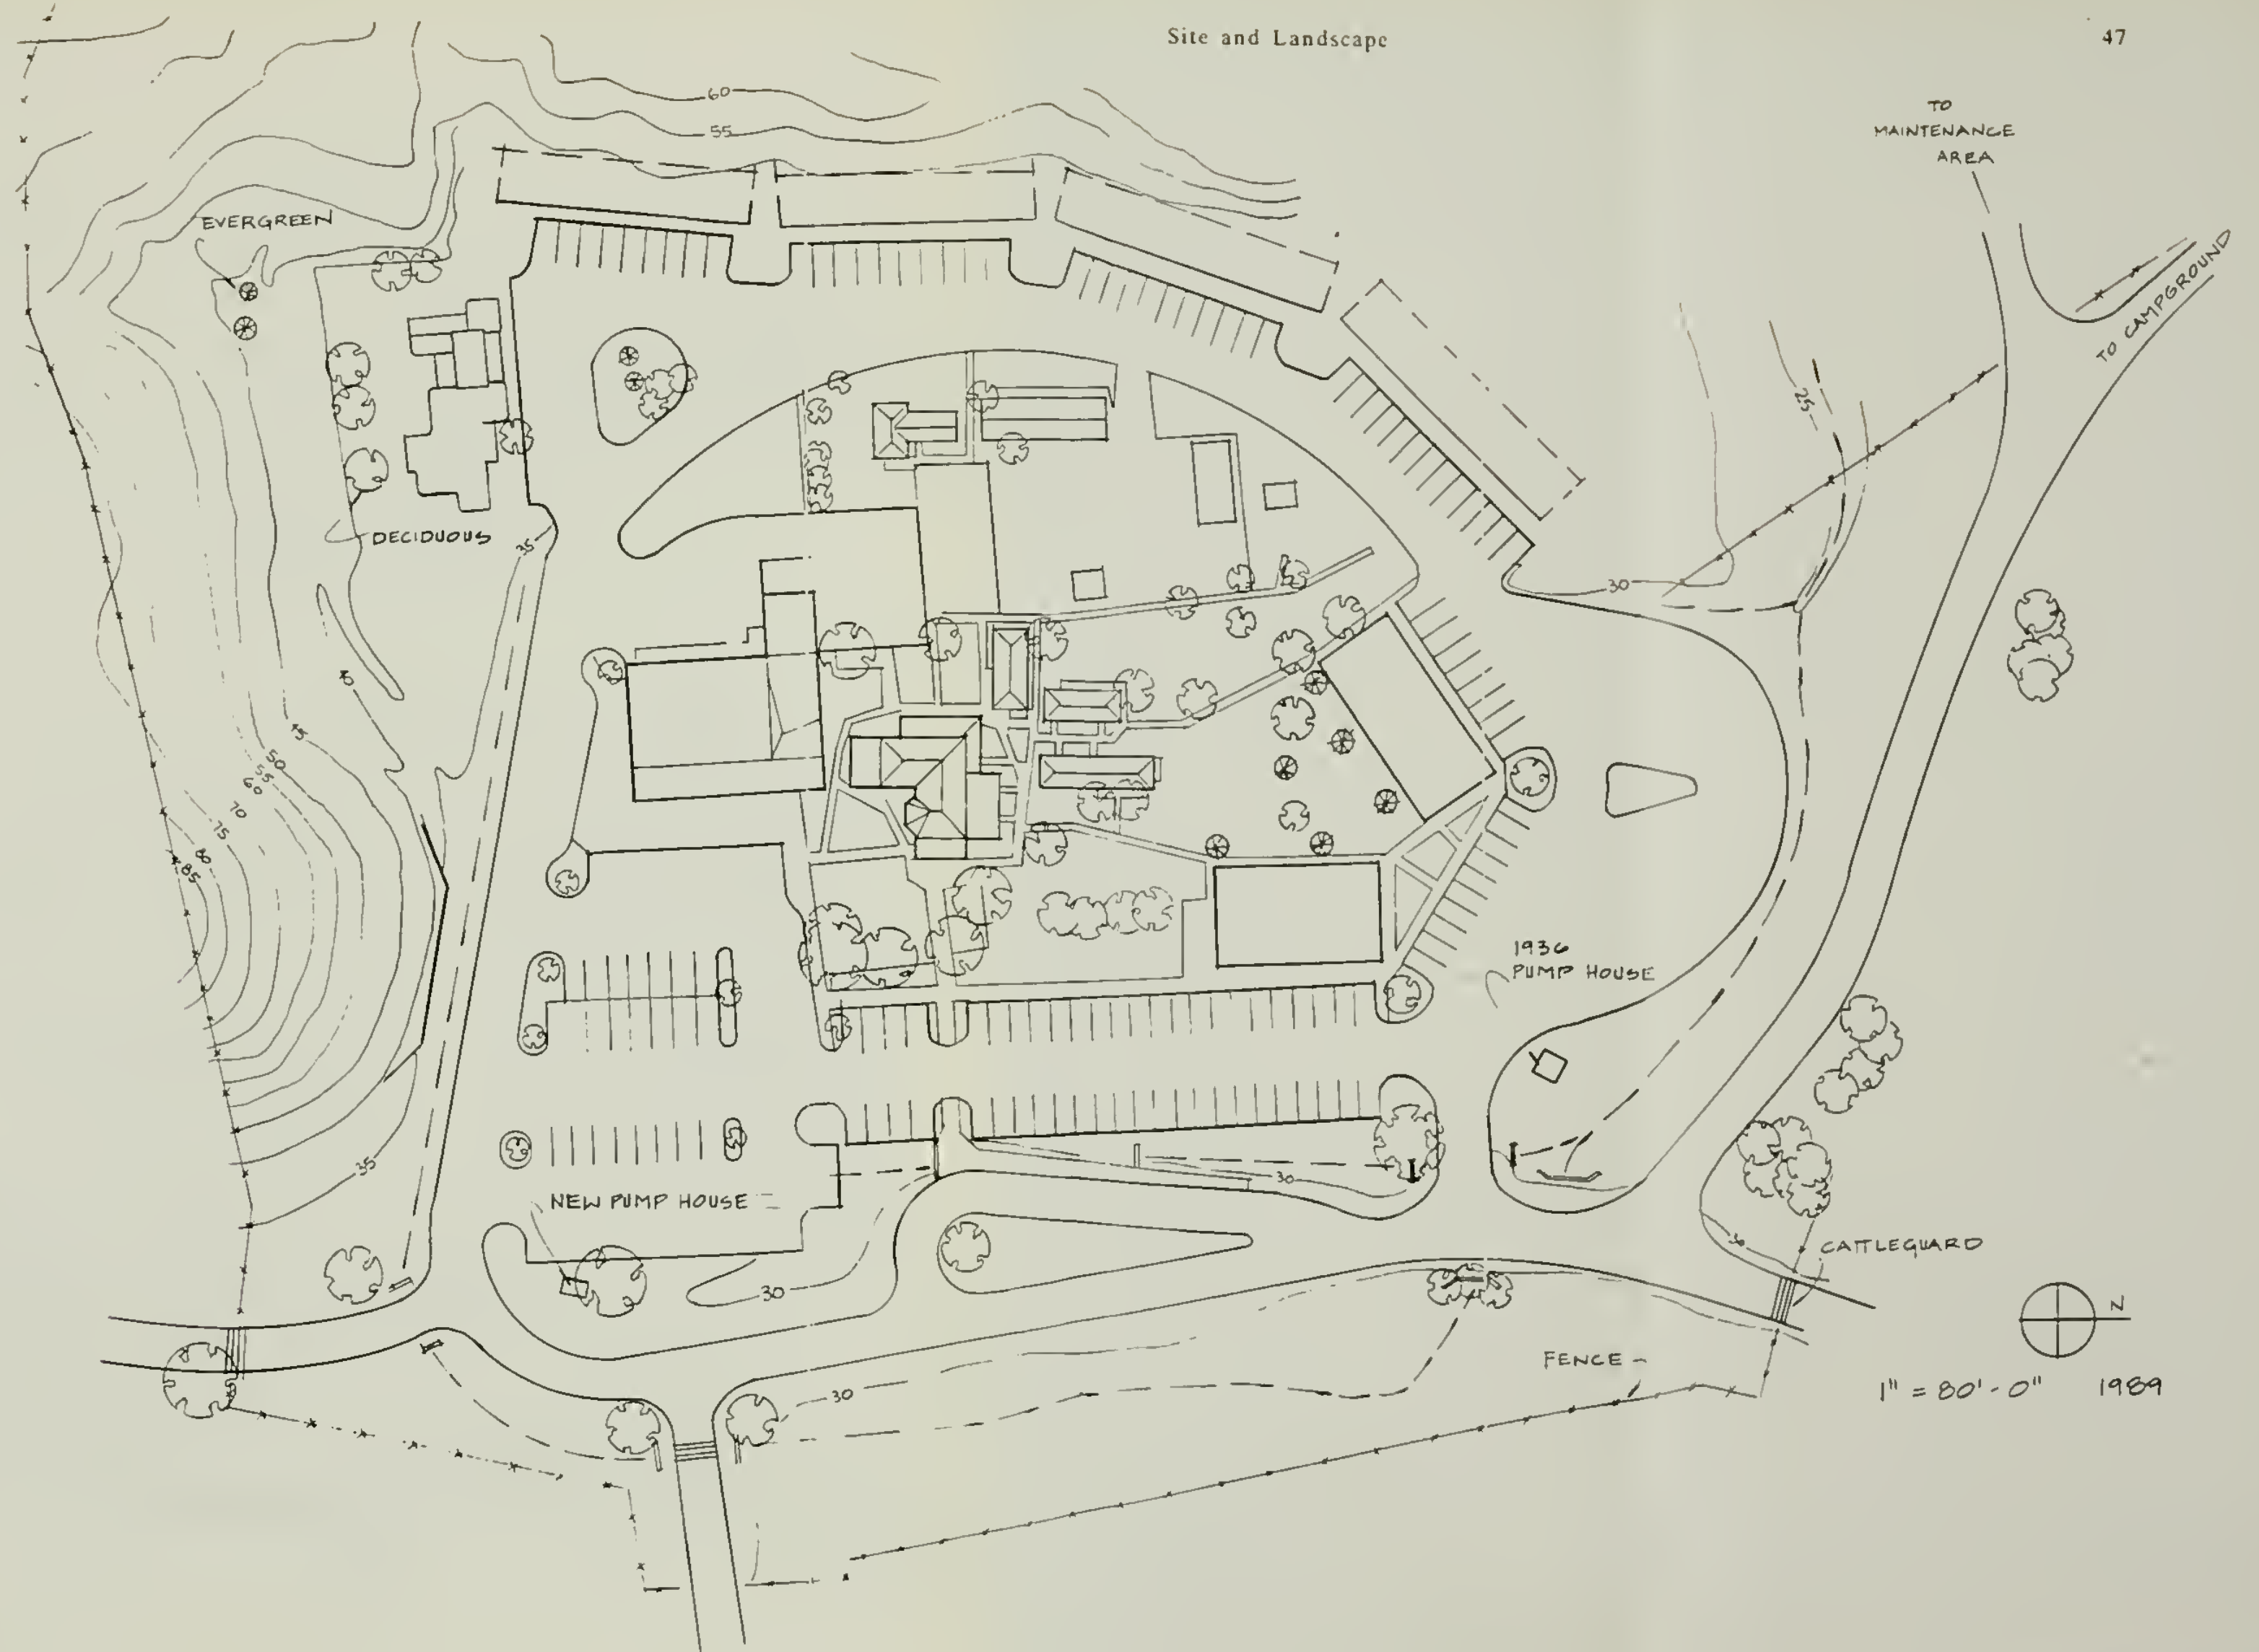 Site and Landscape
47
60
55
TO
MAINTENANCE
AREA
EVERGREEN
TO CAMPGROUND
25
DECIDUOUS
35
30
45
50
55
60
70
75
85
1936
PUMP HOUSE
35
NEW PUMP HOUSE
30
30
CATTLEGUARD
N
FENCE
30
1" = 80'-0" 1989